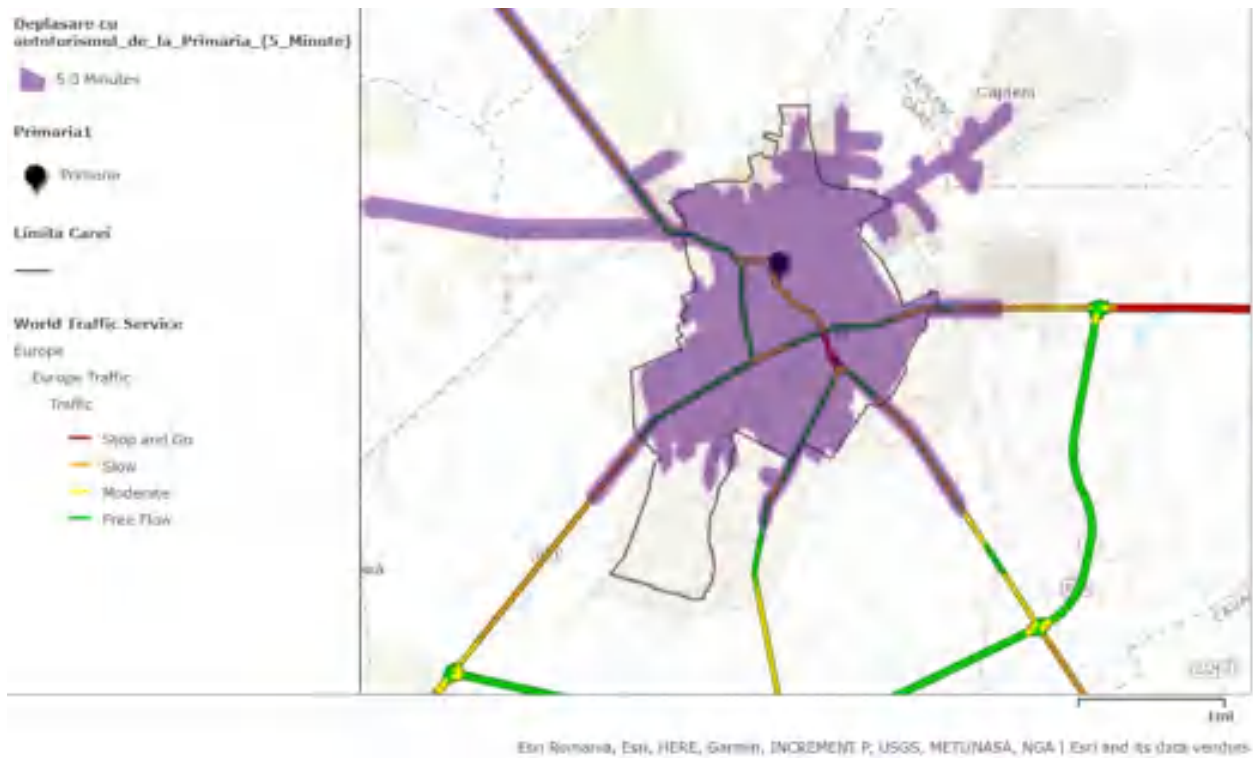 Deplasare cu
autoturismul_de_la_Primaria_(5_Minute)
5.0 Minutes
Primaria1
Primarie
Limita Carei
World Traffic Service
Europe
Europe Traffic
Traffic
Stop and Go
Slow
Moderate
Free Flow
Căpleni
1mi
Esri Romania, Esri, HERE, Garmin, INCREMENT P, USGS, METI/NASA, NGA | Esri and its data vendors